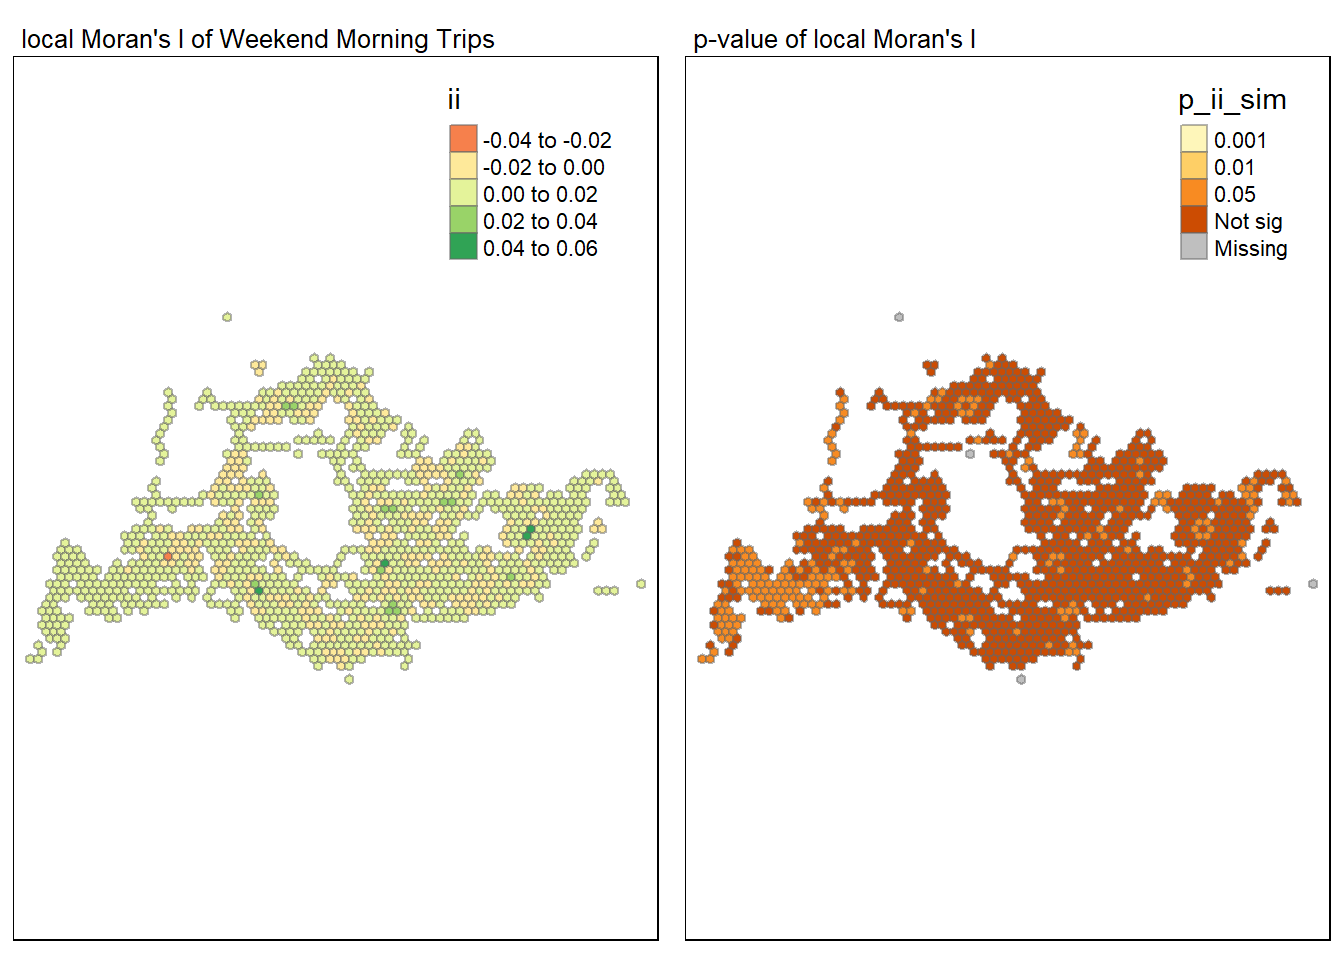 local Moran's I of Weekend Morning Trips
ii
-0.04 to -0.02
-0.02 to 0.00
0.00 to 0.02
0.02 to 0.04
0.04 to 0.06
p-value of local Moran's I
p_ii_sim
0.001
0.01
0.05
Not sig
Missing